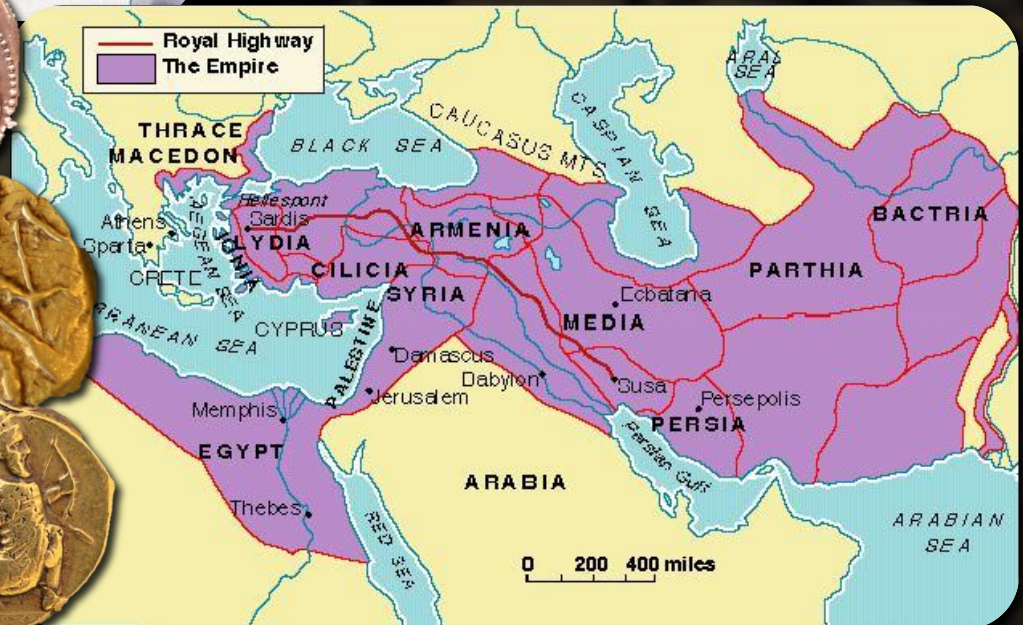 Royal Highway
The Empire
ARAL
SEA
THRACE
MACEDON
BLACK SEA
CAUCASUS MTS
CASPIAN
SEA
Hellespont
Athens
Sardis
Sparta
AEGEAN SEA
IONIA
LYDIA
ARMENIA
BACTRIA
CRETE
CILICIA
PARTHIA
SYRIA
Ecbatana
RRANEAN SEA
CYPRUS
MEDIA
PALESTINE
Damascus
Babylon
Susa
Jerusalem
Persepolis
Memphis
PERSIA
EGYPT
Persian Gulf
ARABIA
Thebes
RED SEA
ARABIAN
SEA
0 200 400 miles